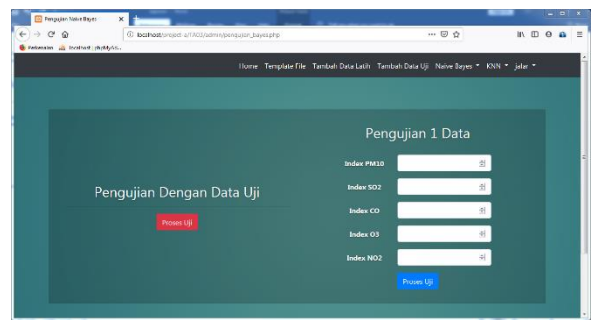 Pengujian Naive Bayes
localhost/project-a/TA03/admin/pengujian_bayes.php
localhost | phpMyAd...
Home Template File Tambah Data Latih Tambah Data Uji Naive Bayes KNN
Pengujian 1 Data
Index PM10
Index SO2
Index CO
Index O3
Index NO2
Proses Uji
Pengujian Dengan Data Uji
Proses Uji